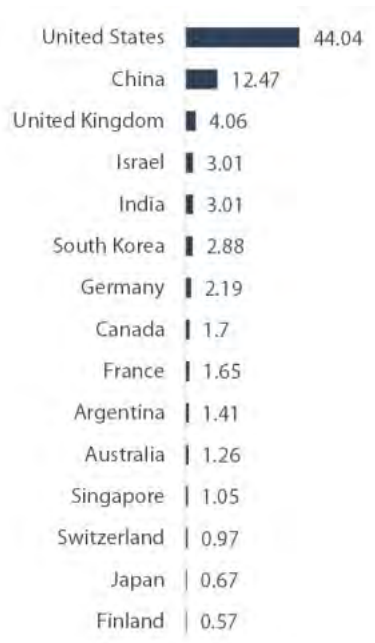 United States 44.04
China 12.47
United Kingdom 4.06
Israel 3.01
India 3.01
South Korea 2.88
Germany 2.19
Canada 1.7
France 1.65
Argentina 1.41
Australia 1.26
Singapore 1.05
Switzerland 0.97
Japan 0.67
Finland 0.57